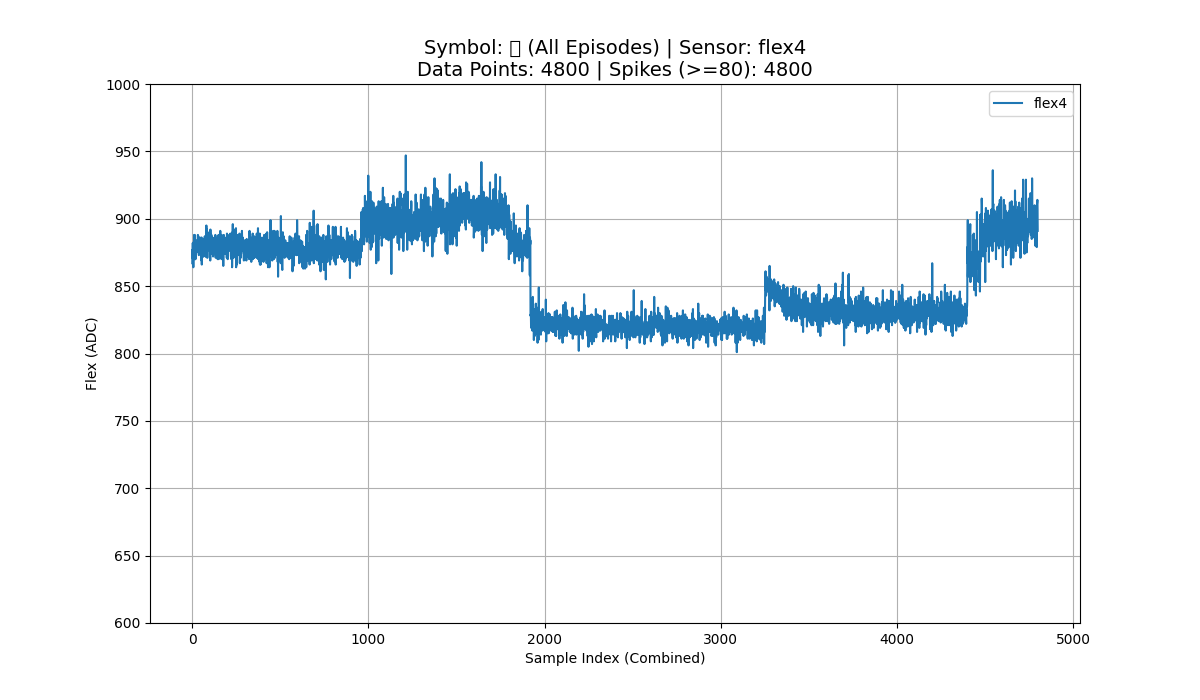 Symbol: (All Episodes) | Sensor: flex4
Data Points: 4800 | Spikes (>=80): 4800
flex4
Flex (ADC)
1000
950
900
850
800
750
700
650
600
0 1000 2000 3000 4000 5000
Sample Index (Combined)